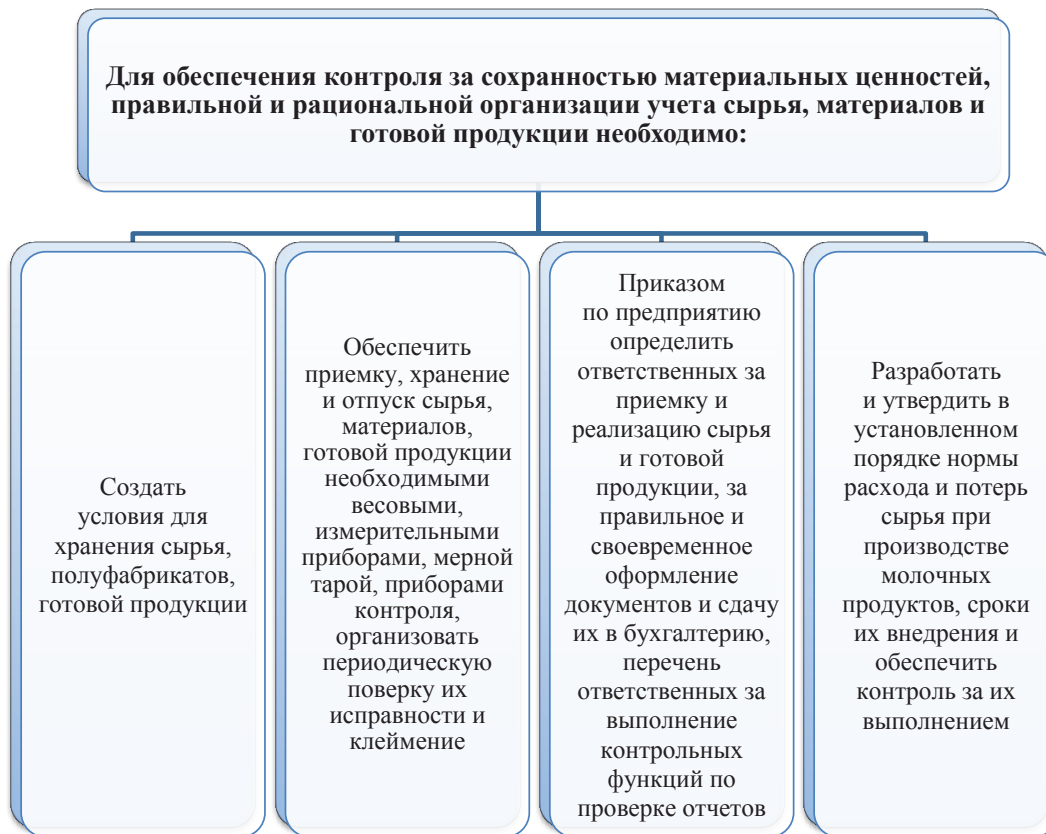 Для обеспечения контроля за сохранностью материальных ценностей,
правильной и рациональной организации учета сырья, материалов и
готовой продукции необходимо:
Создать
условия для
хранения сырья,
полуфабрикатов,
готовой продукции
Обеспечить
приемку, хранение
и отпуск сырья,
материалов,
готовой продукции
необходимыми
весовыми,
измерительными
приборами, мерной
тарой, приборами
контроля,
организовать
периодическую
поверку их
исправности и
клеймение
Приказом
по предприятию
определить
ответственных за
приемку и
реализацию сырья
и готовой
продукции, за
правильное и
своевременное
оформление
документов и сдачу
их в бухгалтерию,
перечень
ответственных за
выполнение
контрольных
функций по
проверке отчетов
Разработать
и утвердить в
установленном
порядке нормы
расхода и потерь
сырья при
производстве
молочных
продуктов, сроки
их внедрения и
обеспечить
контроль за их
выполнением